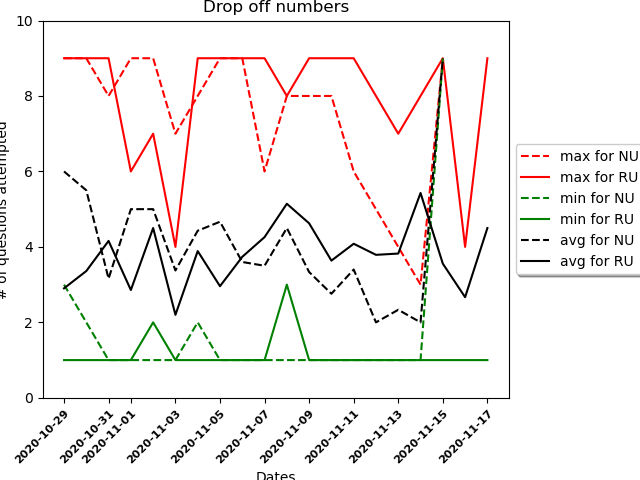 Drop off numbers
# of questions attempted
10
8
6
4
2
0
2020-10-29
2020-10-31
2020-11-01
2020-11-03
2020-11-05
2020-11-07
2020-11-09
2020-11-11
2020-11-13
2020-11-15
2020-11-17
Dates
max for NU
max for RU
min for NU
min for RU
avg for NU
avg for RU